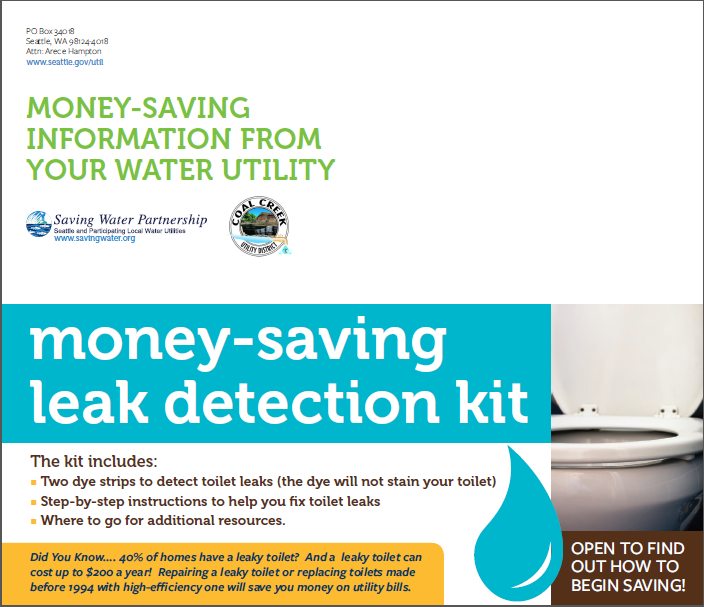 PO Box 34018
Seattle, WA 98124-4018
Attn: Arece Hampton
www.seattle.gov/util
MONEY-SAVING
INFORMATION FROM
YOUR WATER UTILITY
Saving Water Partnership
Seattle and Participating Local Water Utilities
www.savingwater.org
COAL CREEK
UTILITY DISTRICT
money-saving
leak detection kit
The kit includes:
Two dye strips to detect toilet leaks (the dye will not stain your toilet)
Step-by-step instructions to help you fix toilet leaks
Where to go for additional resources.
Did You Know.... 40% of homes have a leaky toilet? And a leaky toilet can
cost up to $200 a year! Repairing a leaky toilet or replacing toilets made
before 1994 with high-efficiency one will save you money on utility bills.
OPEN TO FIND
OUT HOW TO
BEGIN SAVING!